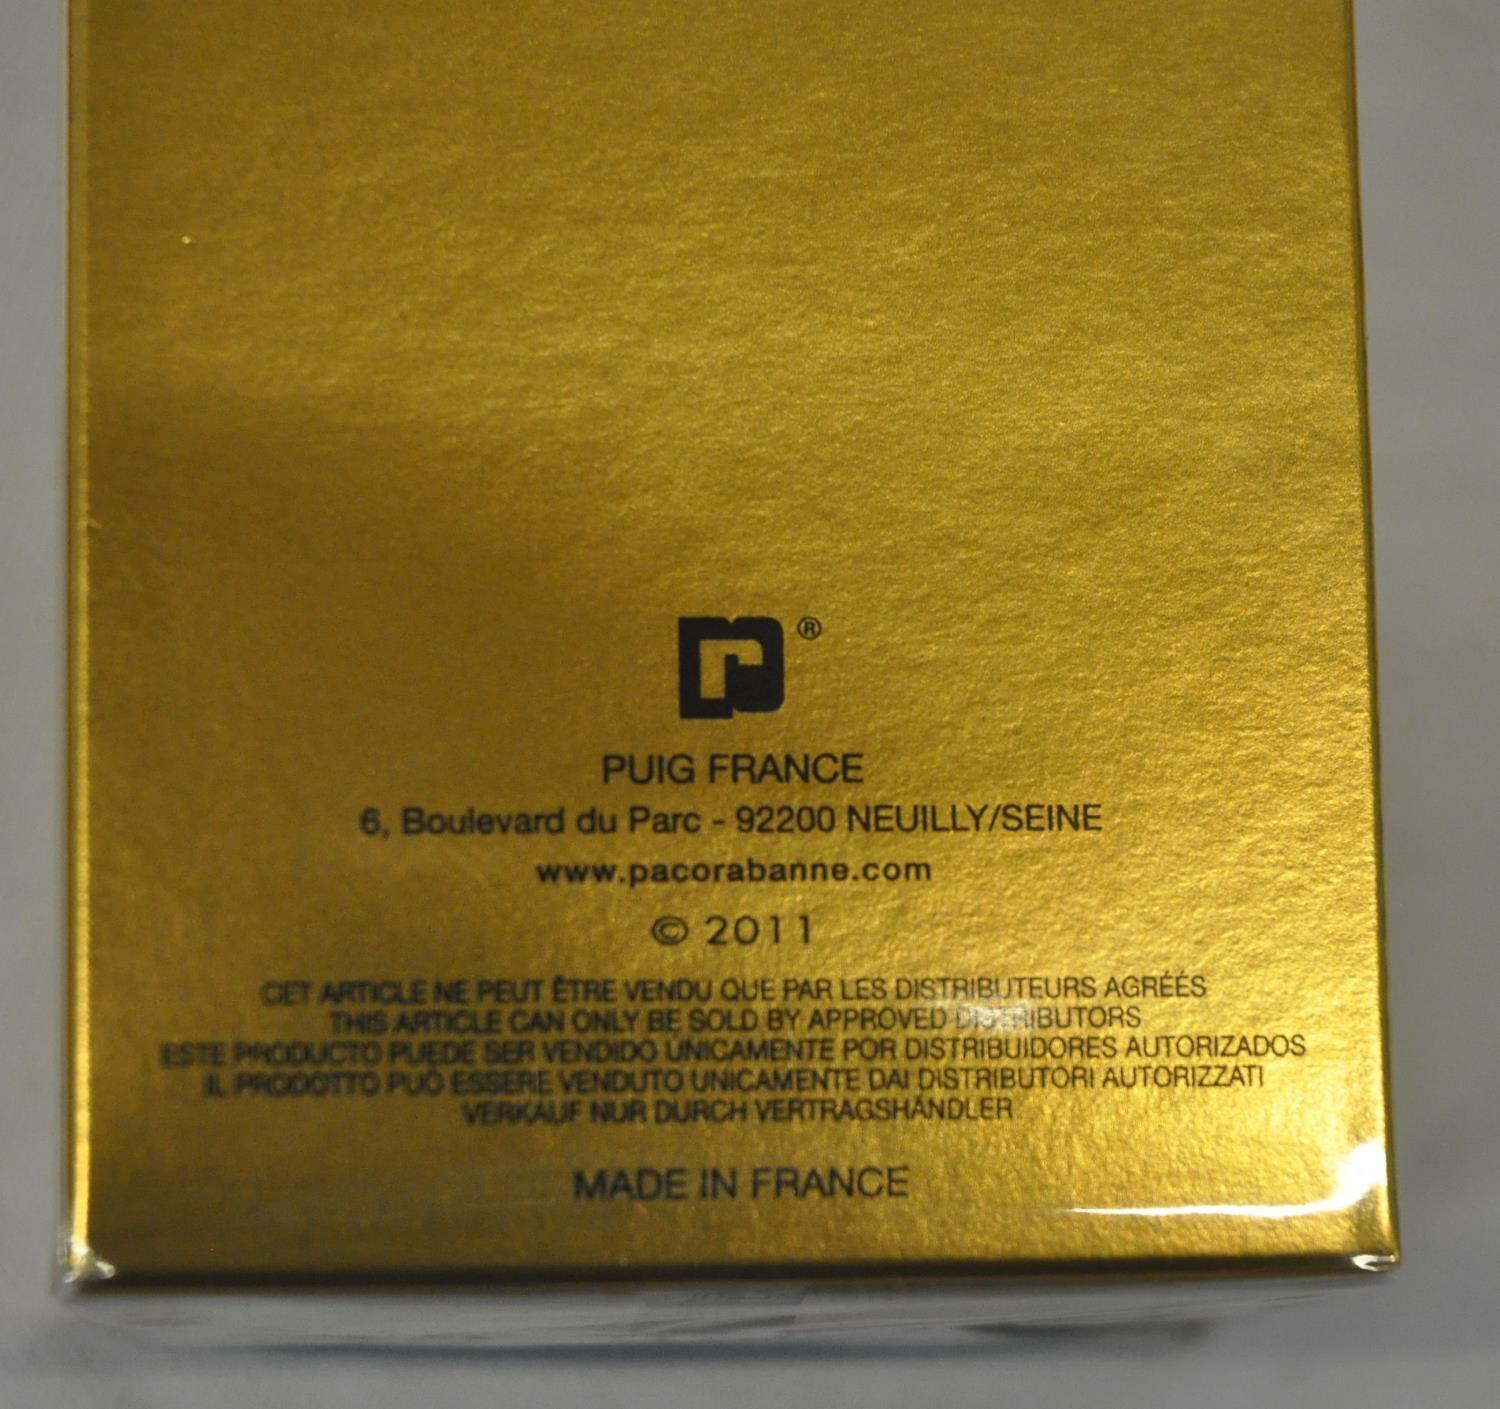 r ®
PUIG FRANCE
6, Boulevard du Parc - 92200 NEUILLY/SEINE
www.pacorabanne.com
© 2011
CET ARTICLE NE PEUT ÊTRE VENDU QUE PAR LES DISTRIBUTEURS AGRÉÉS
THIS ARTICLE CAN ONLY BE SOLD BY APPROVED DISTRIBUTORS
ESTE PRODUCTO PUEDE SER VENDIDO UNICAMENTE POR DISTRIBUIDORES AUTORIZADOS
IL PRODOTTO PUÒ ESSERE VENDUTO UNICAMENTE DAI DISTRIBUTORI AUTORIZZATI
VERKAUF NUR DURCH VERTRAGSHÄNDLER
MADE IN FRANCE